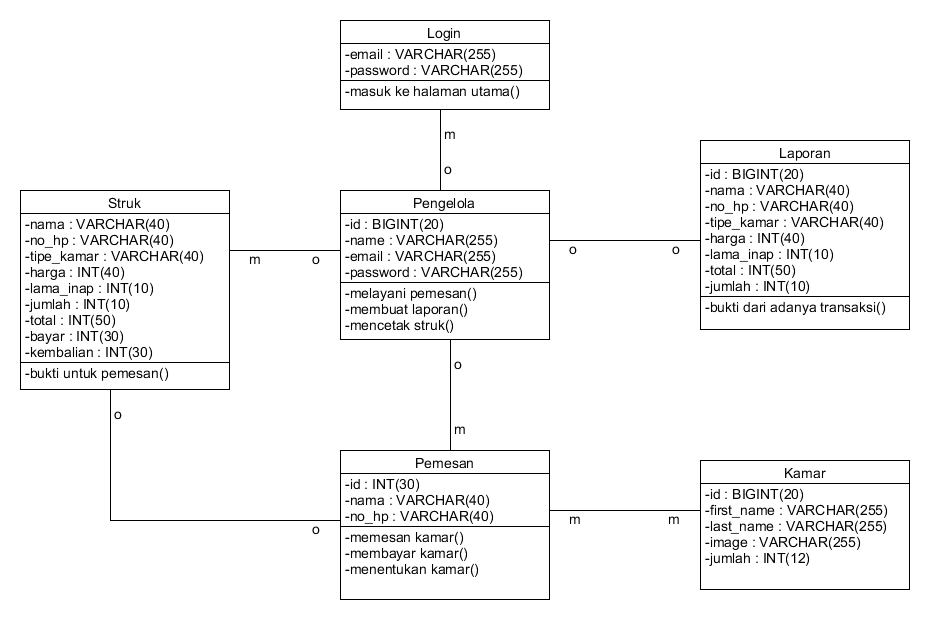 Login
-email : VARCHAR(255)
-password : VARCHAR(255)
-masuk ke halaman utama()
m
o
Laporan
-id : BIGINT(20)
-nama : VARCHAR(40)
-no_hp : VARCHAR(40)
-tipe_kamar : VARCHAR(40)
-harga : INT(40)
-lama_inap : INT(10)
-total : INT(50)
-jumlah : INT(10)
-bukti dari adanya transaksi()
Struk
-nama : VARCHAR(40)
-no_hp : VARCHAR(40)
-tipe_kamar : VARCHAR(40)
-harga : INT(40)
-lama_inap : INT(10)
-jumlah : INT(10)
-total : INT(50)
-bayar : INT(30)
-kembalian : INT(30)
-bukti untuk pemesan()
m
o
Pengelola
-id : BIGINT(20)
-name : VARCHAR(255)
-email : VARCHAR(255)
-password : VARCHAR(255)
-melayani pemesan()
-membuat laporan()
-mencetak struk()
o
o
o
m
o
o
Pemesan
-id : INT(30)
-nama : VARCHAR(40)
-no_hp : VARCHAR(40)
-memesan kamar()
-membayar kamar()
-menentukan kamar()
m
m
Kamar
-id : BIGINT(20)
-first_name : VARCHAR(255)
-last_name : VARCHAR(255)
-image : VARCHAR(255)
-jumlah : INT(12)